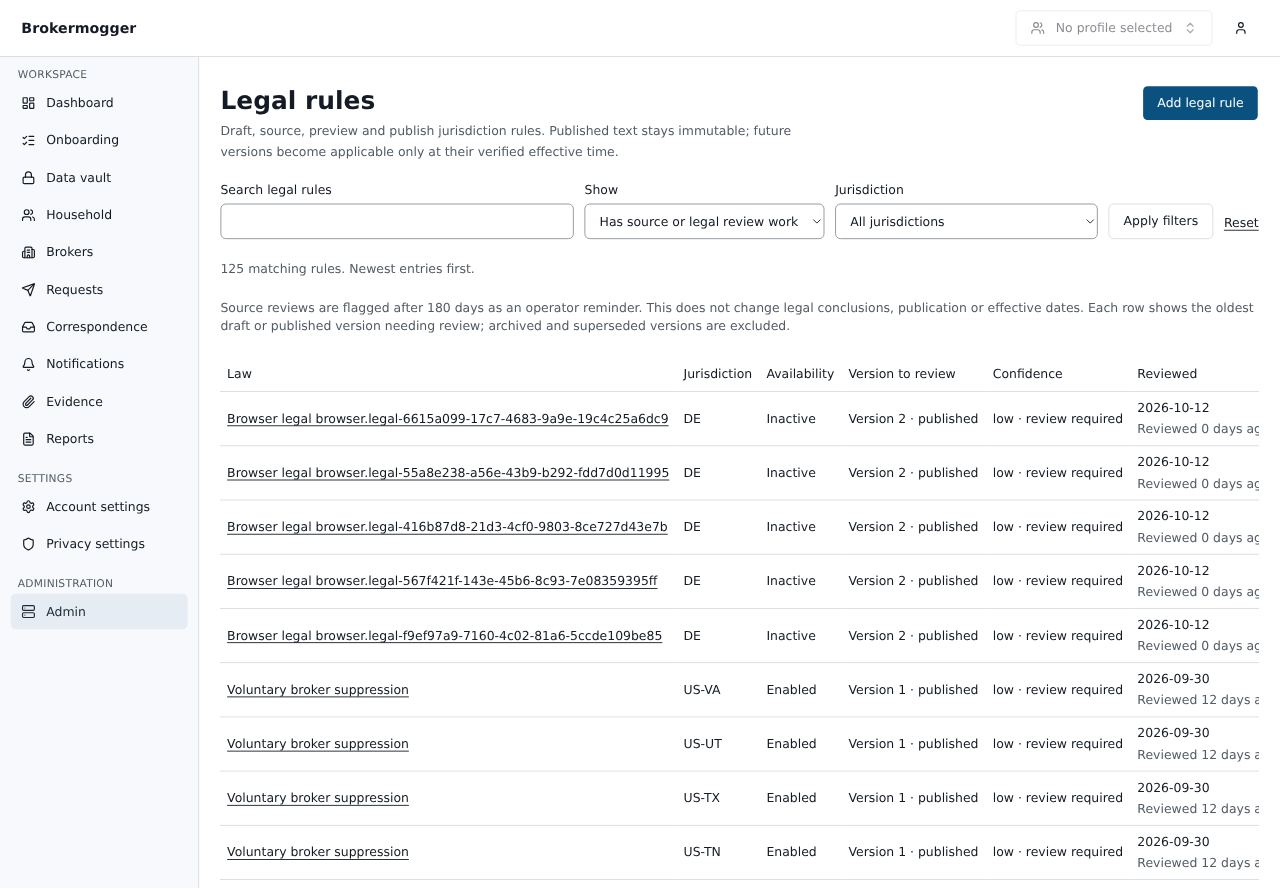 Brokermogger
No profile selected
WORKSPACE
Dashboard
Onboarding
Data vault
Household
Brokers
Requests
Correspondence
Notifications
Evidence
Reports
SETTINGS
Account settings
Privacy settings
ADMINISTRATION
Admin
Legal rules
Add legal rule
Draft, source, preview and publish jurisdiction rules. Published text stays immutable; future
versions become applicable only at their verified effective time.
Search legal rules Show Jurisdiction
Has source or legal review work All jurisdictions Apply filters Reset
125 matching rules. Newest entries first.
Source reviews are flagged after 180 days as an operator reminder. This does not change legal conclusions, publication or effective dates. Each row shows the oldest
draft or published version needing review; archived and superseded versions are excluded.
Law Jurisdiction Availability Version to review Confidence Reviewed
Browser legal browser.legal-6615a099-17c7-4683-9a9e-19c4c25a6dc9 DE Inactive Version 2 · published low · review required 2026-10-12
Reviewed 0 days ag
Browser legal browser.legal-55a8e238-a56e-43b9-b292-fdd7d0d11995 DE Inactive Version 2 · published low · review required 2026-10-12
Reviewed 0 days ag
Browser legal browser.legal-416b87d8-21d3-4cf0-9803-8ce727d43e7b DE Inactive Version 2 · published low · review required 2026-10-12
Reviewed 0 days ag
Browser legal browser.legal-567f421f-143e-45b6-8c93-7e08359395ff DE Inactive Version 2 · published low · review required 2026-10-12
Reviewed 0 days ag
Browser legal browser.legal-f9ef97a9-7160-4c02-81a6-5ccde109be85 DE Inactive Version 2 · published low · review required 2026-10-12
Reviewed 0 days ag
Voluntary broker suppression US-VA Enabled Version 1 · published low · review required 2026-09-30
Reviewed 12 days a
Voluntary broker suppression US-UT Enabled Version 1 · published low · review required 2026-09-30
Reviewed 12 days a
Voluntary broker suppression US-TX Enabled Version 1 · published low · review required 2026-09-30
Reviewed 12 days a
Voluntary broker suppression US-TN Enabled Version 1 · published low · review required 2026-09-30
Reviewed 12 days a